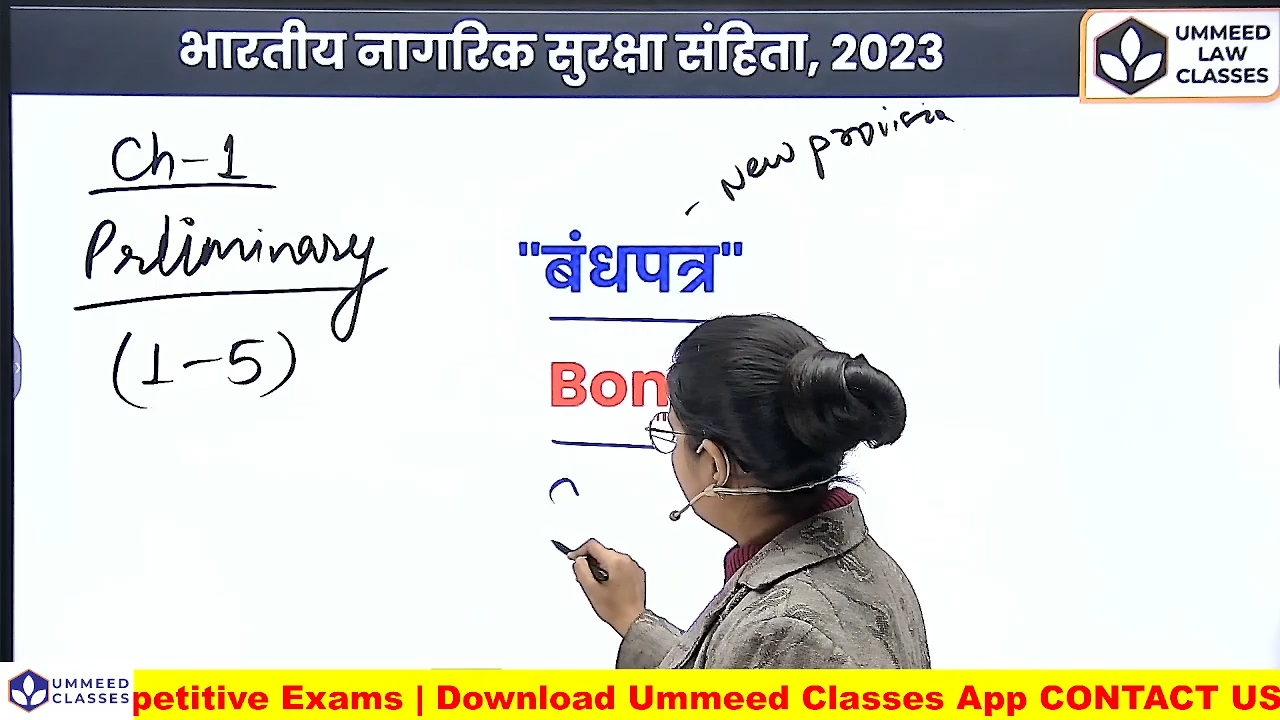 भारतीय नागरिक सुरक्षा संहिता, 2023
UMMEED
LAW
CLASSES
Ch-1
Preliminary
(1-5)
- New provision
"बंधपत्र"
Bon
UMMEED
CLASSES
petitive Exams | Download Ummeed Classes App CONTACT US